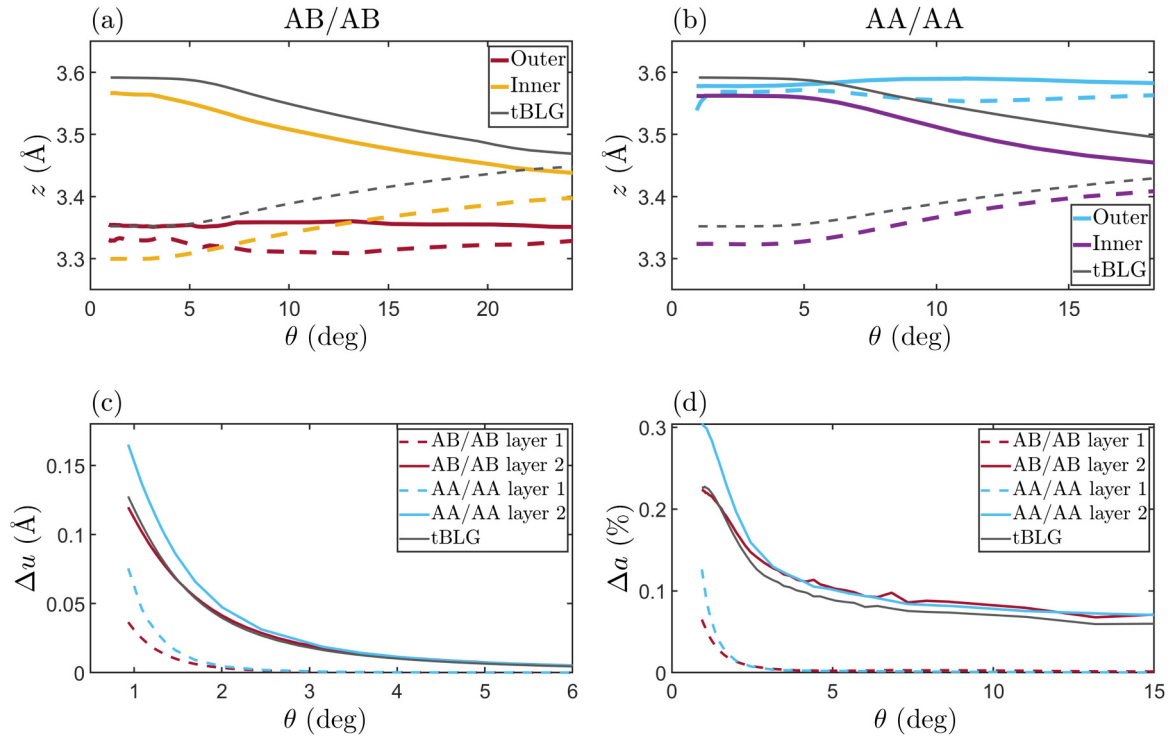 (a) AB/AB
3.6
3.5
3.4
3.3
z (Å)
0 5 10 15 20
θ (deg)
Outer
Inner
tBLG
(b) AA/AA
3.6
3.5
3.4
3.3
z (Å)
0 5 10 15
θ (deg)
Outer
Inner
tBLG
(c)
0.15
0.1
0.05
0
Δu (Å)
1 2 3 4 5 6
θ (deg)
AB/AB layer 1
AB/AB layer 2
AA/AA layer 1
AA/AA layer 2
tBLG
(d)
0.3
0.2
0.1
0
Δa (%)
0 5 10 15
θ (deg)
AB/AB layer 1
AB/AB layer 2
AA/AA layer 1
AA/AA layer 2
tBLG